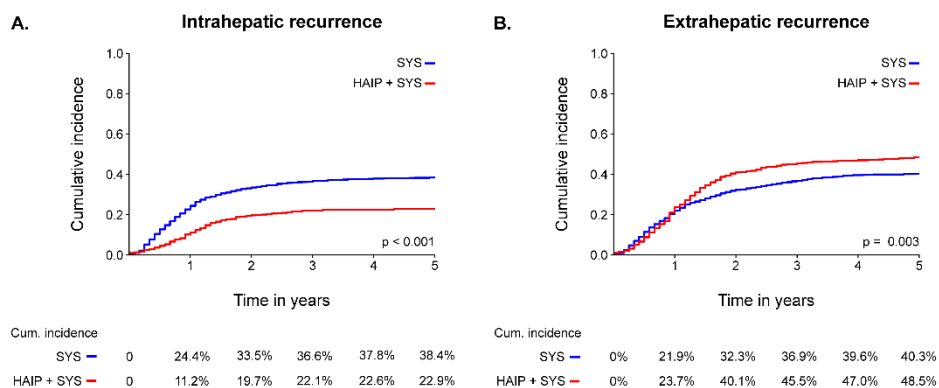 A. Intrahepatic recurrence
Cumulative incidence
1.0
0.8
0.6
0.4
0.2
0.0
SYS
HAIP + SYS
p < 0.001
1 2 3 4 5
Time in years
Cum. incidence
SYS 0 24.4% 33.5% 36.6% 37.8% 38.4%
HAIP + SYS 0 11.2% 19.7% 22.1% 22.6% 22.9%
B. Extrahepatic recurrence
Cumulative incidence
1.0
0.8
0.6
0.4
0.2
0.0
SYS
HAIP + SYS
p = 0.003
1 2 3 4 5
Time in years
Cum. incidence
SYS 0% 21.9% 32.3% 36.9% 39.6% 40.3%
HAIP + SYS 0% 23.7% 40.1% 45.5% 47.0% 48.5%